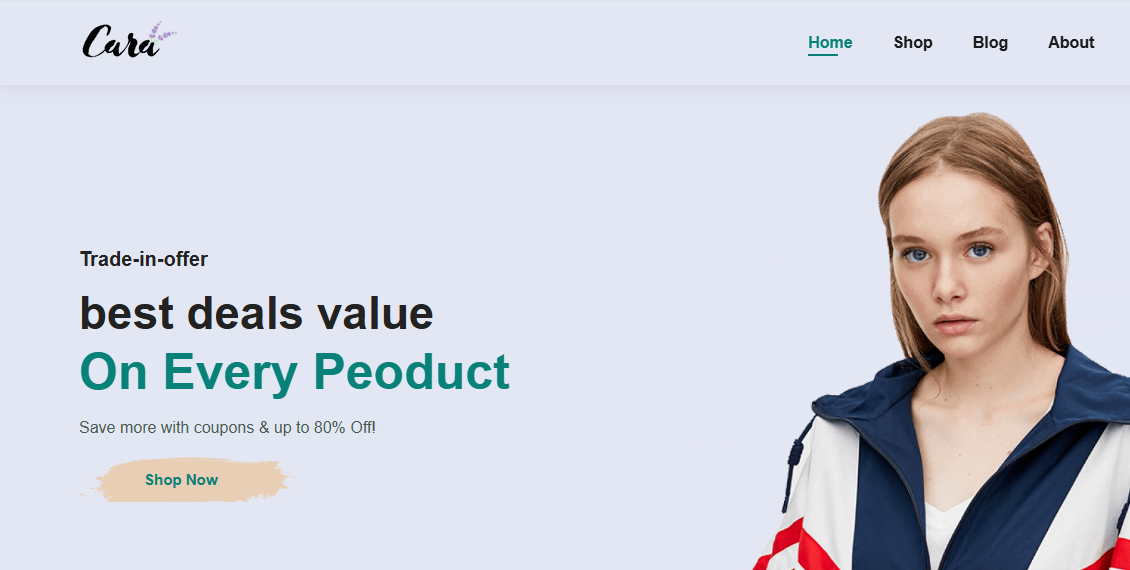 Cara
Home Shop Blog About
Trade-in-offer
best deals value
On Every Peoduct
Save more with coupons & up to 80% Off!
Shop Now